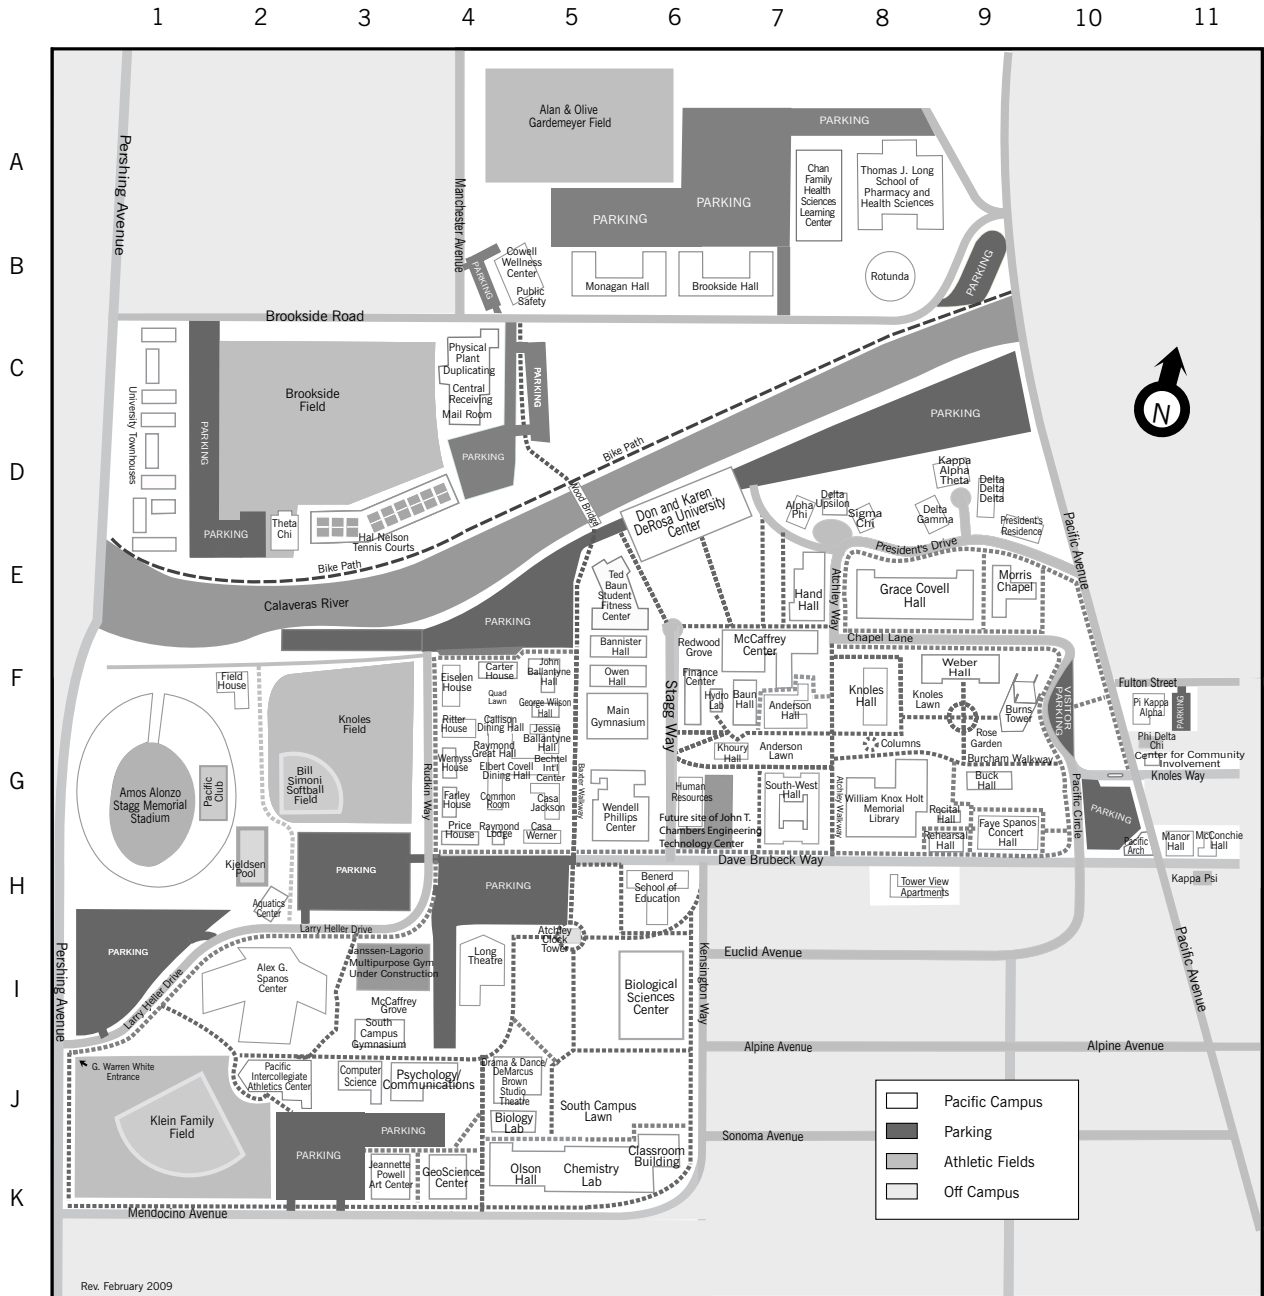 1 2 3 4 5 6 7 8 9 10 11
A
B
C
D
E
F
G
H
I
J
K
Pershing Avenue
Manchester Avenue
Alan & Olive
Gardemeyer Field
PARKING
PARKING
PARKING
Chan
Family
Health
Sciences
Learning
Center
Thomas J. Long
School of
Pharmacy and
Health Sciences
PARKING
Cowell
Wellness
Center
Public
Safety
Monagan Hall
Brookside Hall
Rotunda
PARKING
Brookside Road
University Townhouses
PARKING
Brookside
Field
Physical
Plant
Duplicating
Central
Receiving
Mail Room
PARKING
PARKING
PARKING
N
Bike Path
Wood Bridge
PARKING
Theta
Chi
Hal Nelson
Tennis Courts
Bike Path
Calaveras River
Don and Karen
DeRosa University
Center
Alpha
Phi
Delta
Upsilon
Sigma
Chi
Kappa
Alpha
Theta
Delta
Delta
Delta
Delta
Gamma
President's
Residence
President's Drive
Pacific Avenue
Ted
Baun
Student
Fitness
Center
Hand
Hall
Atchley Way
Grace Covell
Hall
Morris
Chapel
PARKING
Chapel Lane
Bannister
Hall
Owen
Hall
Main
Gymnasium
Stagg Way
Redwood
Grove
McCaffrey
Center
Finance
Center
Hydro
Lab
Baun
Hall
Anderson
Hall
Knoles
Hall
Weber
Hall
Knoles
Lawn
Burns
Tower
Rose
Garden
VISITOR
PARKING
Fulton Street
Pi Kappa
Alpha
PARKING
Phi Delta
Chi
Center for Community
Involvement
Knoles Way
Field
House
Knoles
Field
Eiselen
House
Carter
House
John
Ballantyne
Hall
Quad
Lawn
George Wilson
Hall
Ritter
House
Callison
Dining Hall
Jessie
Ballantyne
Hall
Raymond
Great Hall
Wemyss
House
Elbert Covell
Dining Hall
Bechtel
Int'l
Center
Farley
House
Common
Room
Casa
Jackson
Price
House
Raymond
Lodge
Casa
Werner
Rudkin Way
Baxter Walkway
Amos Alonzo
Stagg Memorial
Stadium
Pacific
Club
Bill
Simoni
Softball
Field
Wendell
Phillips
Center
Khoury
Hall
Anderson
Lawn
Columns
Burcham Walkway
Human
Resources
Future site of John T.
Chambers Engineering
Technology Center
South-West
Hall
Atchley Walkway
William Knox Holt
Memorial
Library
Buck
Hall
Recital
Hall
Rehearsal
Hall
Faye Spanos
Concert
Hall
Pacific Circle
PARKING
Pacific
Arch
Manor
Hall
McConchie
Hall
Kappa Psi
Dave Brubeck Way
Kjeldsen
Pool
PARKING
Aquatics
Center
Larry Heller Drive
PARKING
Benerd
School of
Education
Tower View
Apartments
PARKING
Larry Heller Drive
Pershing Avenue
Alex G.
Spanos
Center
Janssen-Lagorio
Multipurpose Gym
Under Construction
McCaffrey
Grove
South
Campus
Gymnasium
Long
Theatre
Atchley
Clock
Tower
Biological
Sciences
Center
Kensington Way
Euclid Avenue
Pacific Avenue
Alpine Avenue
Alpine Avenue
G. Warren White
Entrance
Klein Family
Field
Pacific
Intercollegiate
Athletics Center
Computer
Science
Psychology/
Communications
Drama & Dance/
DeMarcus
Brown
Studio
Theatre
Biology
Lab
South Campus
Lawn
PARKING
PARKING
Jeannette
Powell
Art Center
GeoScience
Center
Olson
Hall
Chemistry
Lab
Classroom
Building
Sonoma Avenue
Mendocino Avenue
Pacific Campus
Parking
Athletic Fields
Off Campus
Rev. February 2009